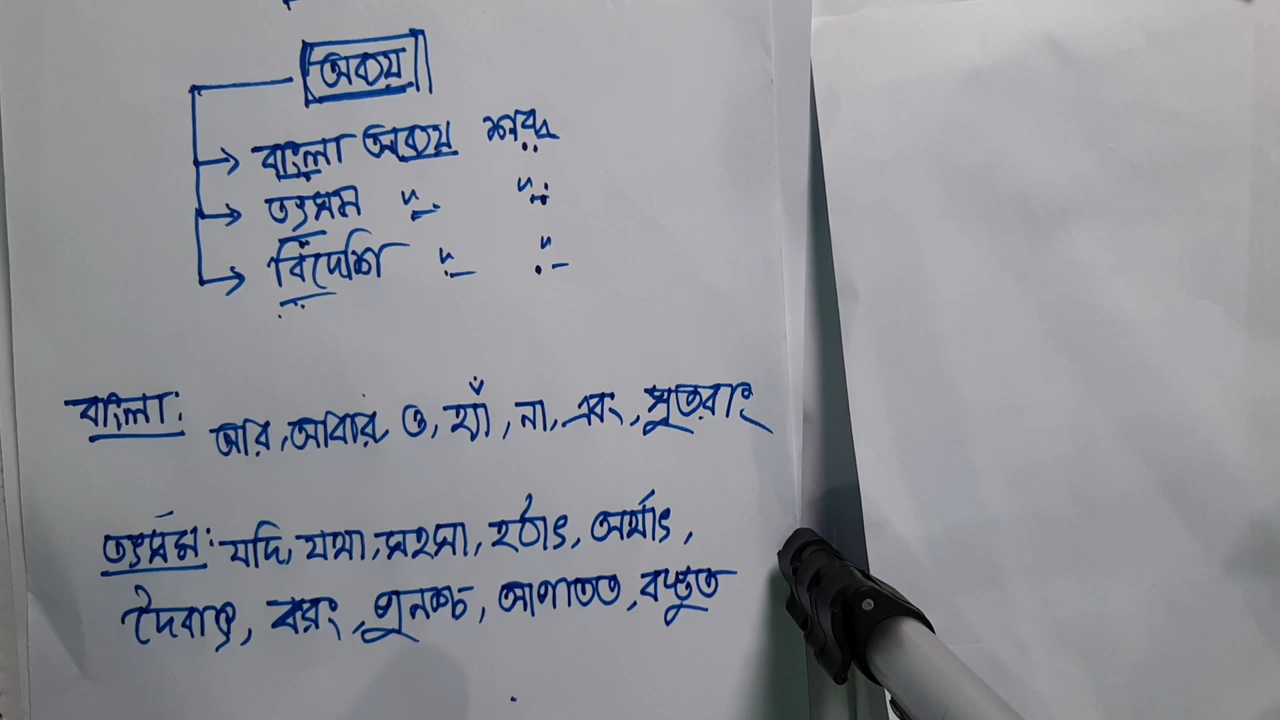 অব্যয়
বাংলা অব্যয় শব্দ
তৎসম " "
বিদেশি " "
বাংলা: আর, আবার, ও, হ্যাঁ, না, এবং, সুতরাং
তৎসম: যদি, যথা, সহসা, হঠাৎ, অর্থাৎ,
দৈবাৎ, বরং, পুনশ্চ, আপাতত, বস্তুত